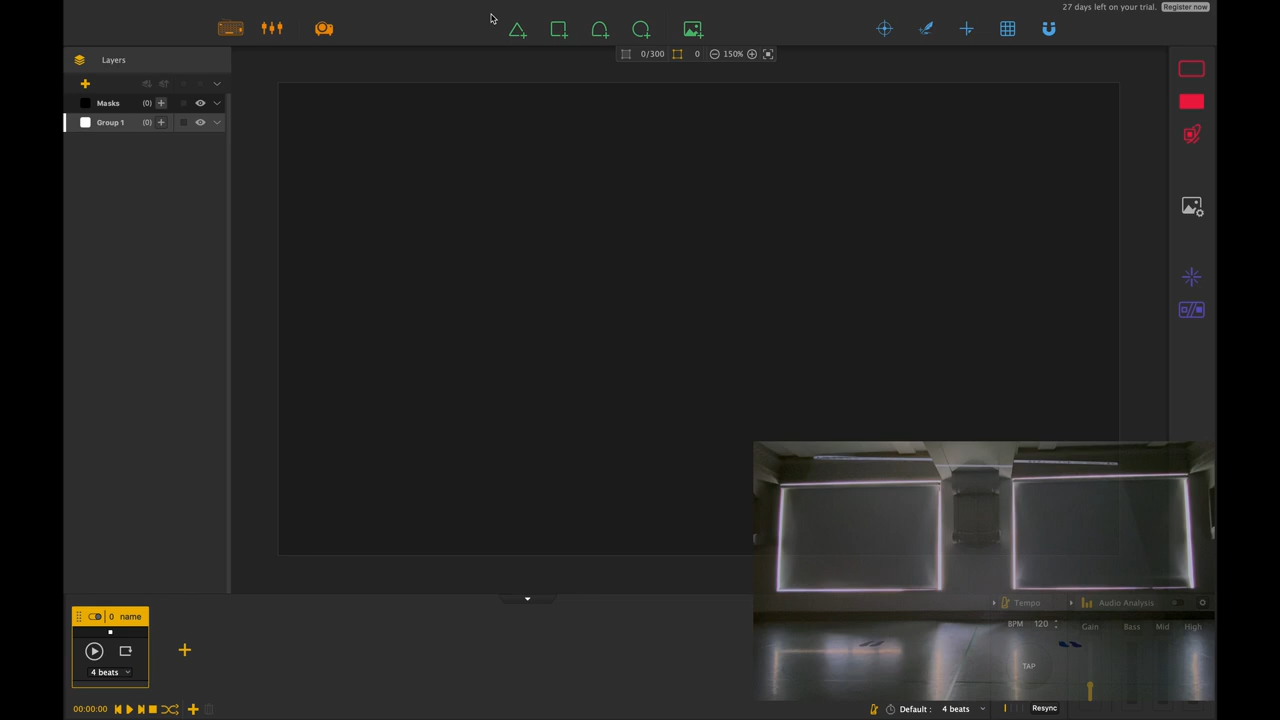 27 days left on your trial. Register now
0/300 0 150%
Layers
Masks (0)
Group 1 (0)
0 name
4 beats
Tempo Audio Analysis
BPM 120 Gain Bass Mid High
TAP
00:00:00 Default : 4 beats Resync